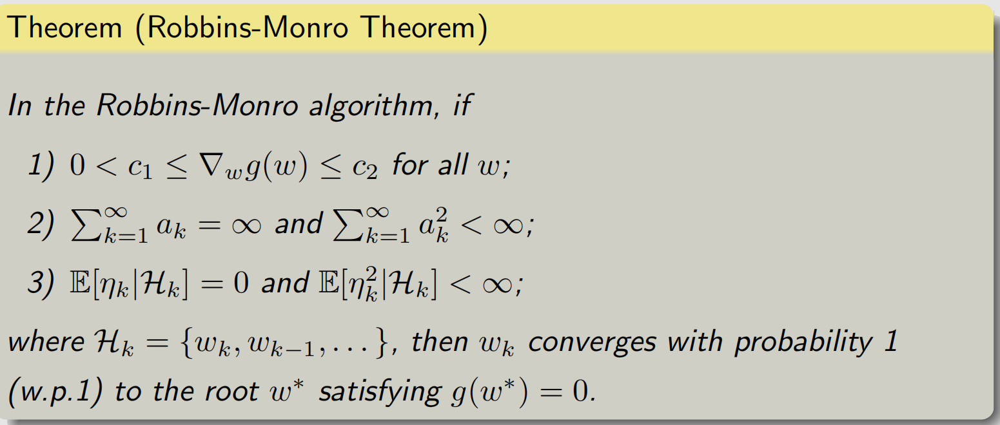 Theorem (Robbins-Monro Theorem)
In the Robbins-Monro algorithm, if
1) $0 < c_1 \leq \nabla_w g(w) \leq c_2$ for all $w$;
2) $\sum_{k=1}^{\infty} a_k = \infty$ and $\sum_{k=1}^{\infty} a_k^2 < \infty$;
3) $\mathbb{E}[\eta_k|\mathcal{H}_k] = 0$ and $\mathbb{E}[\eta_k^2|\mathcal{H}_k] < \infty$;
where $\mathcal{H}_k = \{w_k, w_{k-1}, \dots\}$, then $w_k$ converges with probability 1
(w.p.1) to the root $w^*$ satisfying $g(w^*) = 0$.